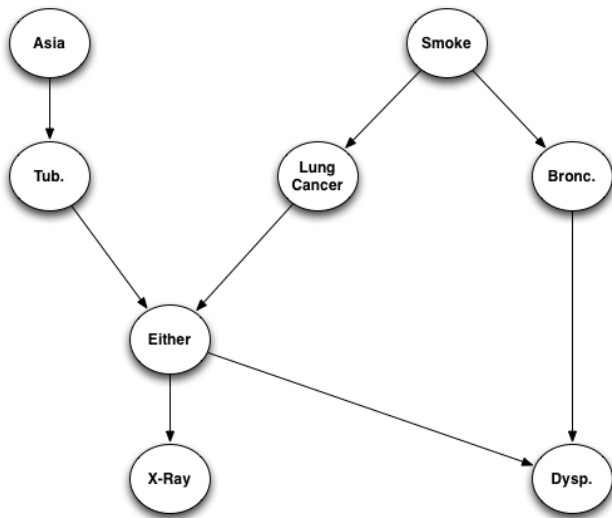 Asia
Smoke
Tub.
Lung
Cancer
Bronc.
Either
X-Ray
Dysp.